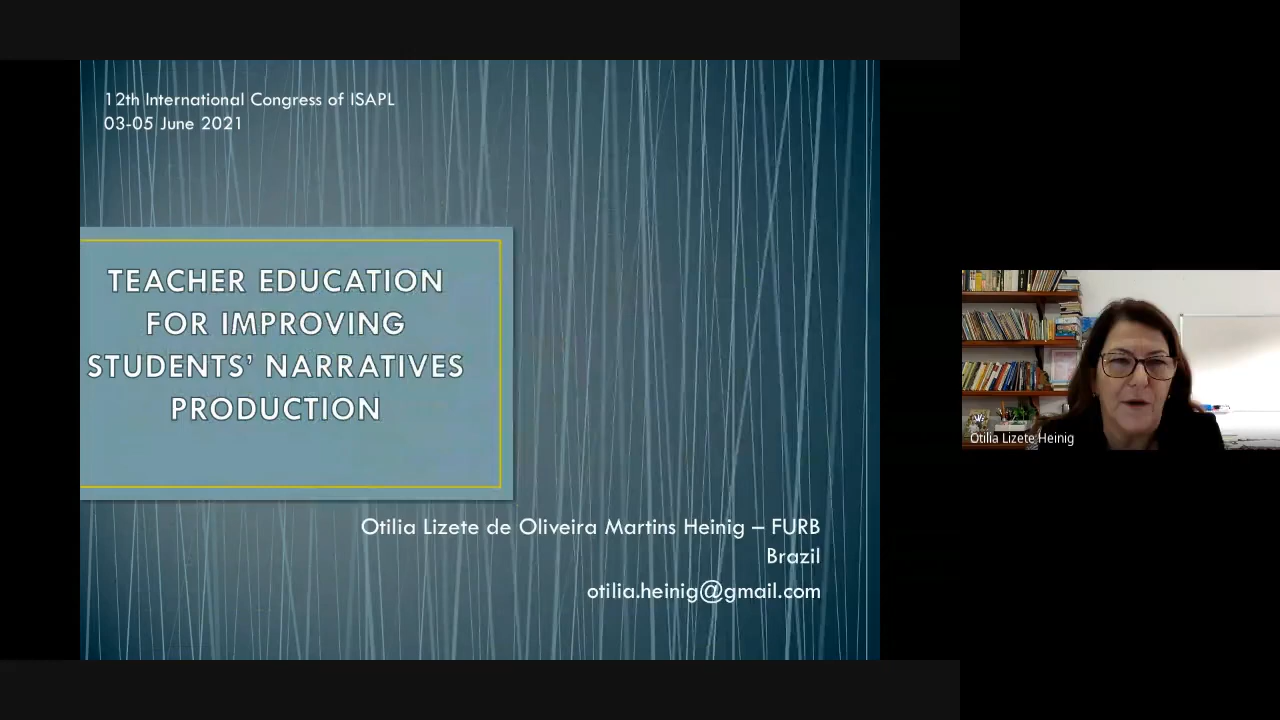 12th International Congress of ISAPL
03-05 June 2021
TEACHER EDUCATION
FOR IMPROVING
STUDENTS’ NARRATIVES
PRODUCTION
Otilia Lizete de Oliveira Martins Heinig – FURB
Brazil
otilia.heinig@gmail.com
Otilia Lizete Heinig